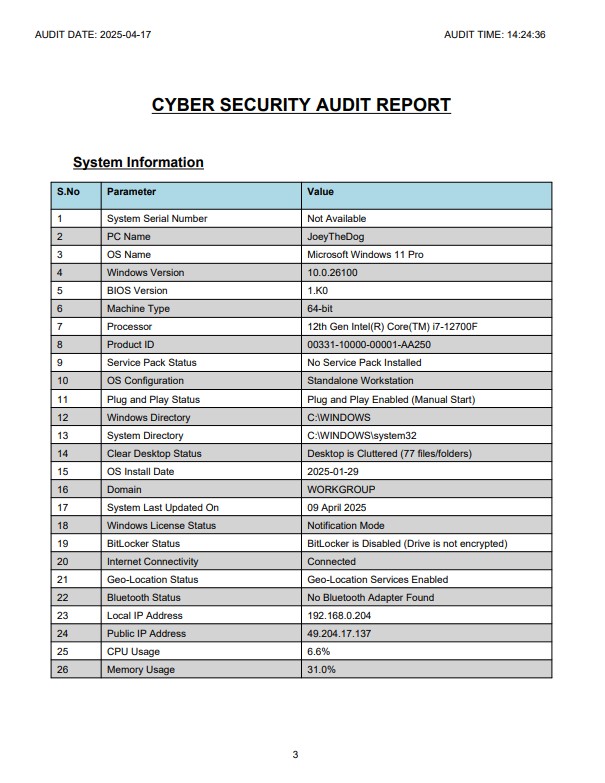 AUDIT DATE: 2025-04-17 AUDIT TIME: 14:24:36
CYBER SECURITY AUDIT REPORT
System Information
S.No Parameter Value
1 System Serial Number Not Available
2 PC Name JoeyTheDog
3 OS Name Microsoft Windows 11 Pro
4 Windows Version 10.0.26100
5 BIOS Version 1.K0
6 Machine Type 64-bit
7 Processor 12th Gen Intel(R) Core(TM) i7-12700F
8 Product ID 00331-10000-00001-AA250
9 Service Pack Status No Service Pack Installed
10 OS Configuration Standalone Workstation
11 Plug and Play Status Plug and Play Enabled (Manual Start)
12 Windows Directory C:\WINDOWS
13 System Directory C:\WINDOWS\system32
14 Clear Desktop Status Desktop is Cluttered (77 files/folders)
15 OS Install Date 2025-01-29
16 Domain WORKGROUP
17 System Last Updated On 09 April 2025
18 Windows License Status Notification Mode
19 BitLocker Status BitLocker is Disabled (Drive is not encrypted)
20 Internet Connectivity Connected
21 Geo-Location Status Geo-Location Services Enabled
22 Bluetooth Status No Bluetooth Adapter Found
23 Local IP Address 192.168.0.204
24 Public IP Address 49.204.17.137
25 CPU Usage 6.6%
26 Memory Usage 31.0%
3